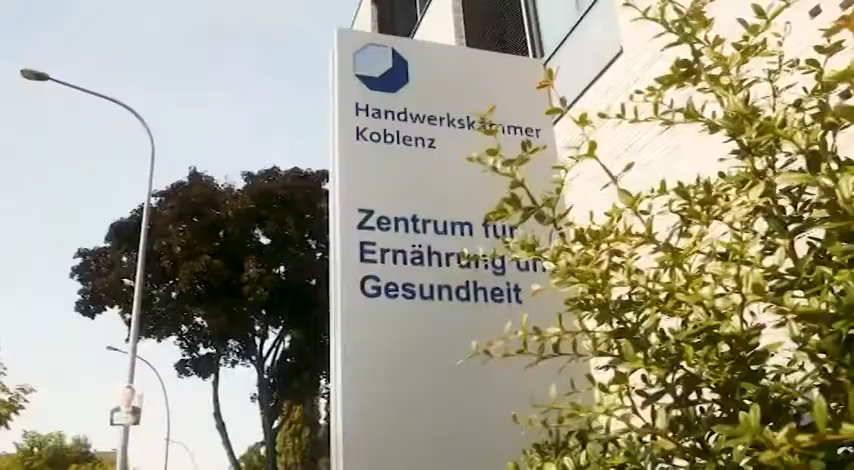 Handwerkskammer
Koblenz
Zentrum für
Ernährung und
Gesundheit